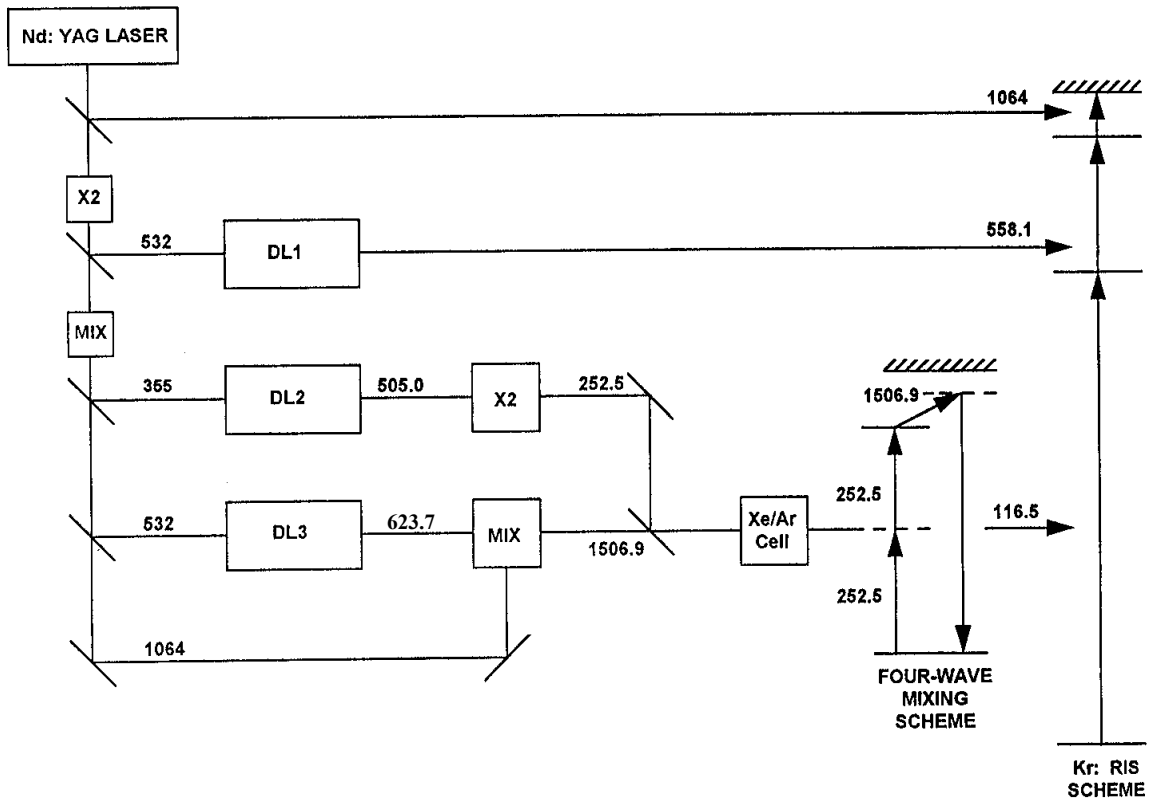 Nd: YAG LASER
1064
X2
532
DL1
558.1
MIX
355
DL2
505.0
X2
252.5
1506.9
532
DL3
623.7
MIX
1506.9
Xe/Ar
Cell
252.5
252.5
116.5
1064
FOUR-WAVE
MIXING
SCHEME
Kr: RIS
SCHEME